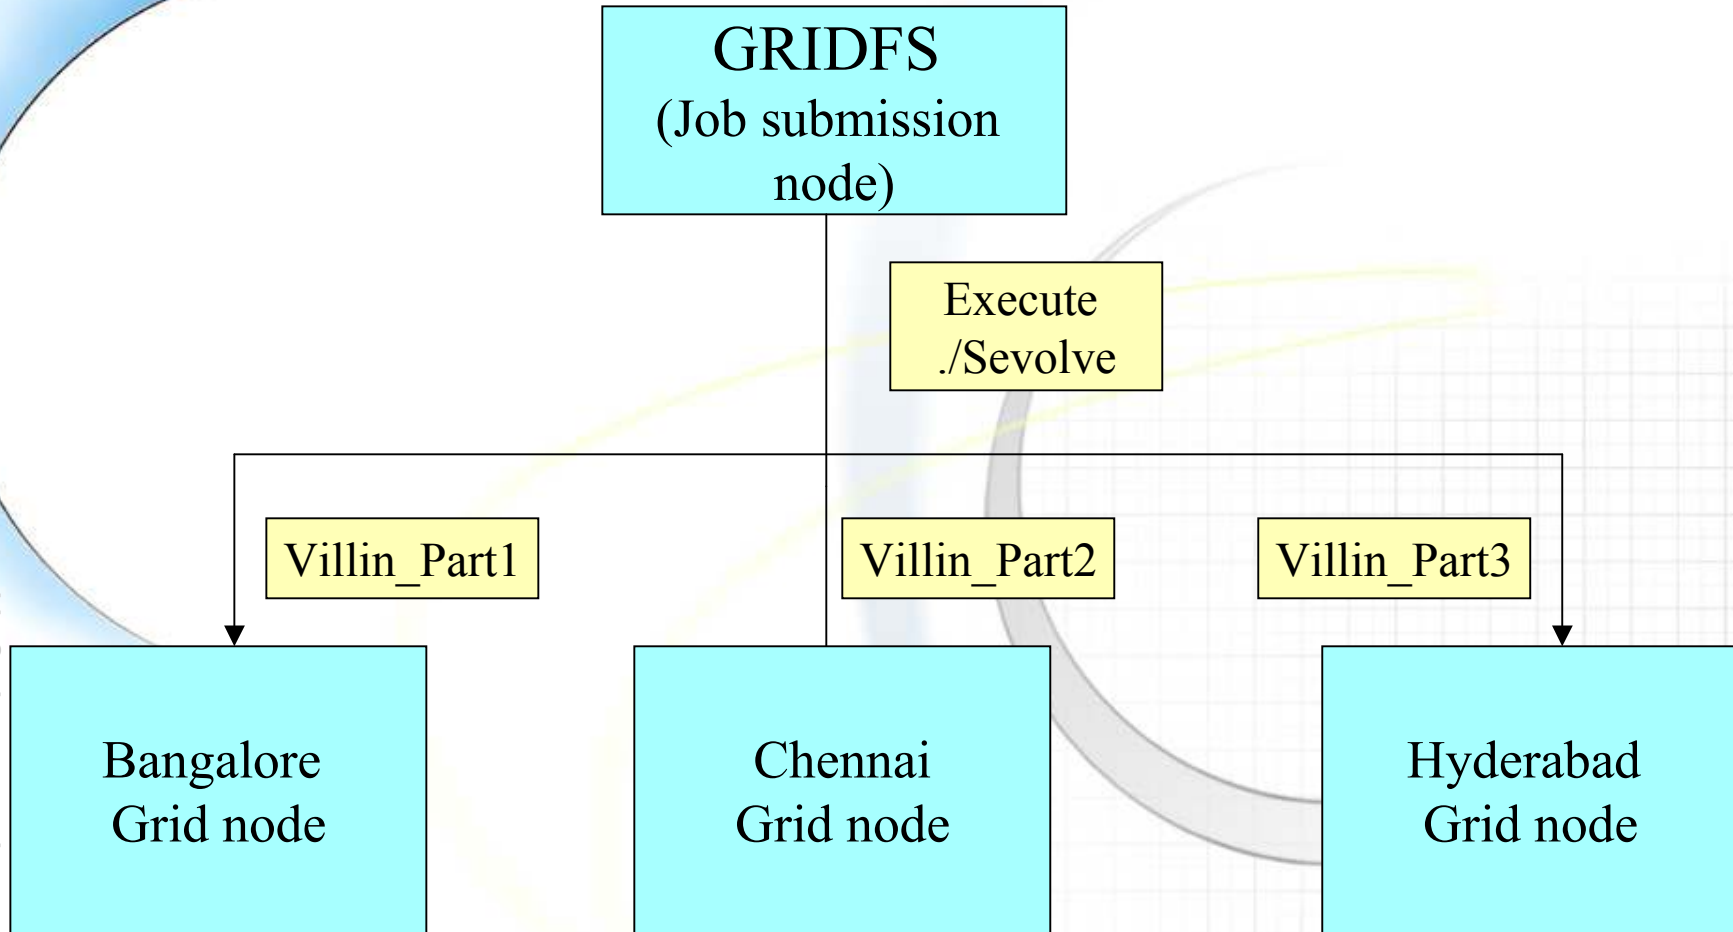 GRIDFS
(Job submission
node)
Execute
./Sevolve
Villin_Part1
Villin_Part2
Villin_Part3
Bangalore
Grid node
Chennai
Grid node
Hyderabad
Grid node